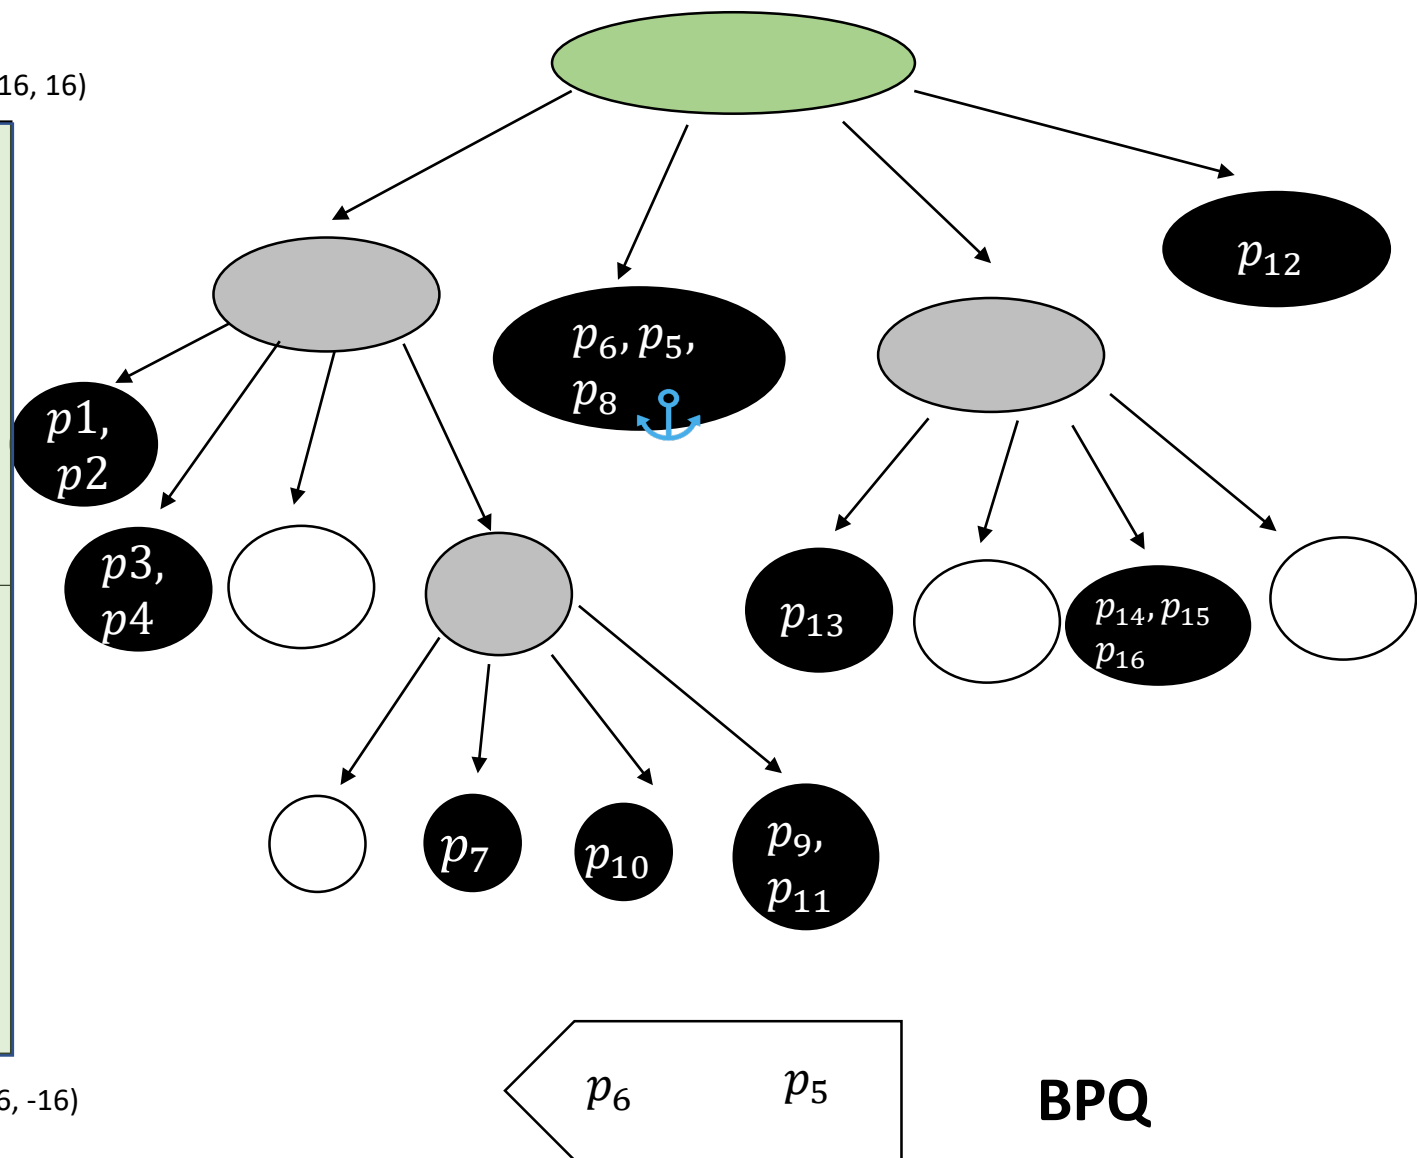 16, 16)
p₁₂
p₆, p₅,
p₈
p1,
p2
p3,
p4
p₁₃
p₁₄, p₁₅
p₁₆
p₇
p₁₀
p₉,
p₁₁
p₆ p₅
BPQ
6, -16)